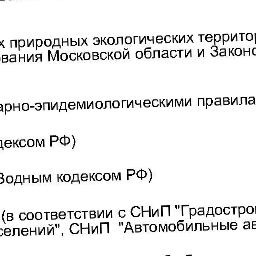 х природных экологических территор
вания Московской области и Законо
арно-эпидемиологическими правила
дексом РФ)
Водным кодексом РФ)
(в соответствии с СНиП "Градостро
селений", СНиП "Автомобильные ав